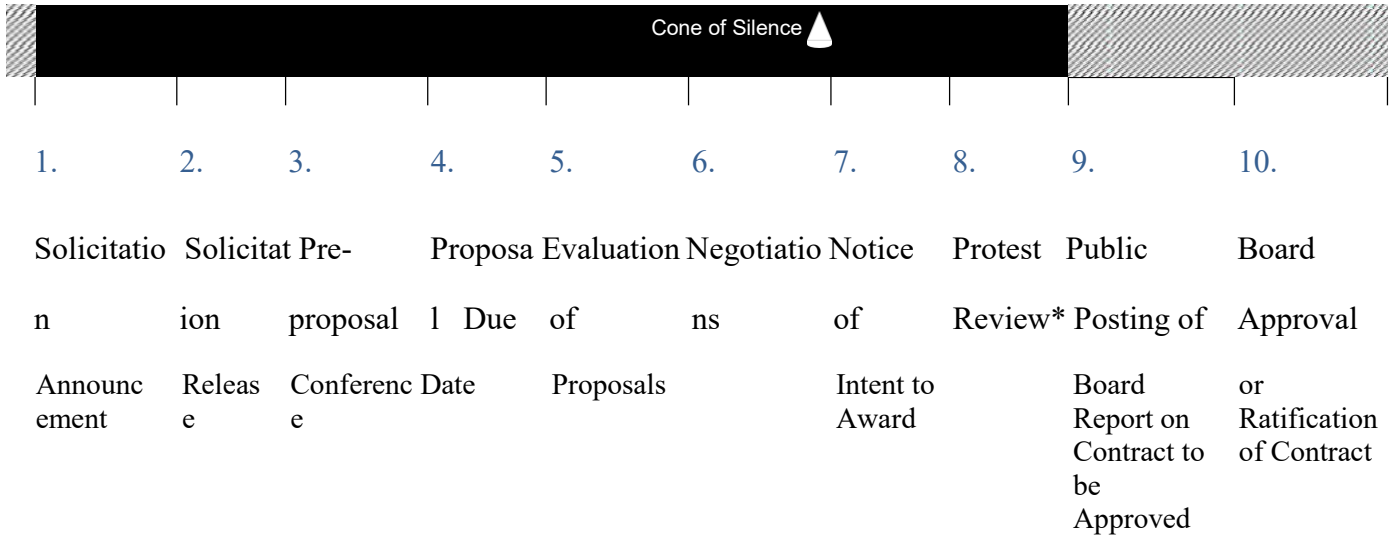 Cone of Silence
1. 2. 3. 4. 5. 6. 7. 8. 9. 10.
Solicitatio Solicitat Pre- Proposa Evaluation Negotiatio Notice Protest Public Board
n ion proposal l Due of ns of Review* Posting of Approval
Announc Releas Conferenc Date Proposals Intent to Board or
ement e e Award Report on Ratification
Contract to of Contract
be
Approved